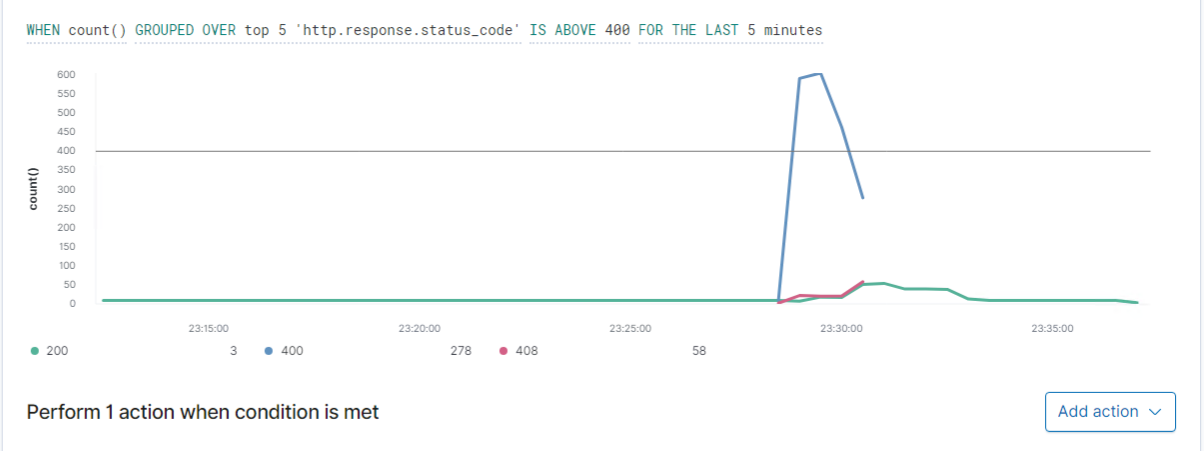 WHEN count() GROUPED OVER top 5 'http.response.status_code' IS ABOVE 400 FOR THE LAST 5 minutes
600
550
500
450
400
350
300
250
200
150
100
50
0
count()
23:15:00 23:20:00 23:25:00 23:30:00 23:35:00
200 3 400 278 408 58
Perform 1 action when condition is met Add action